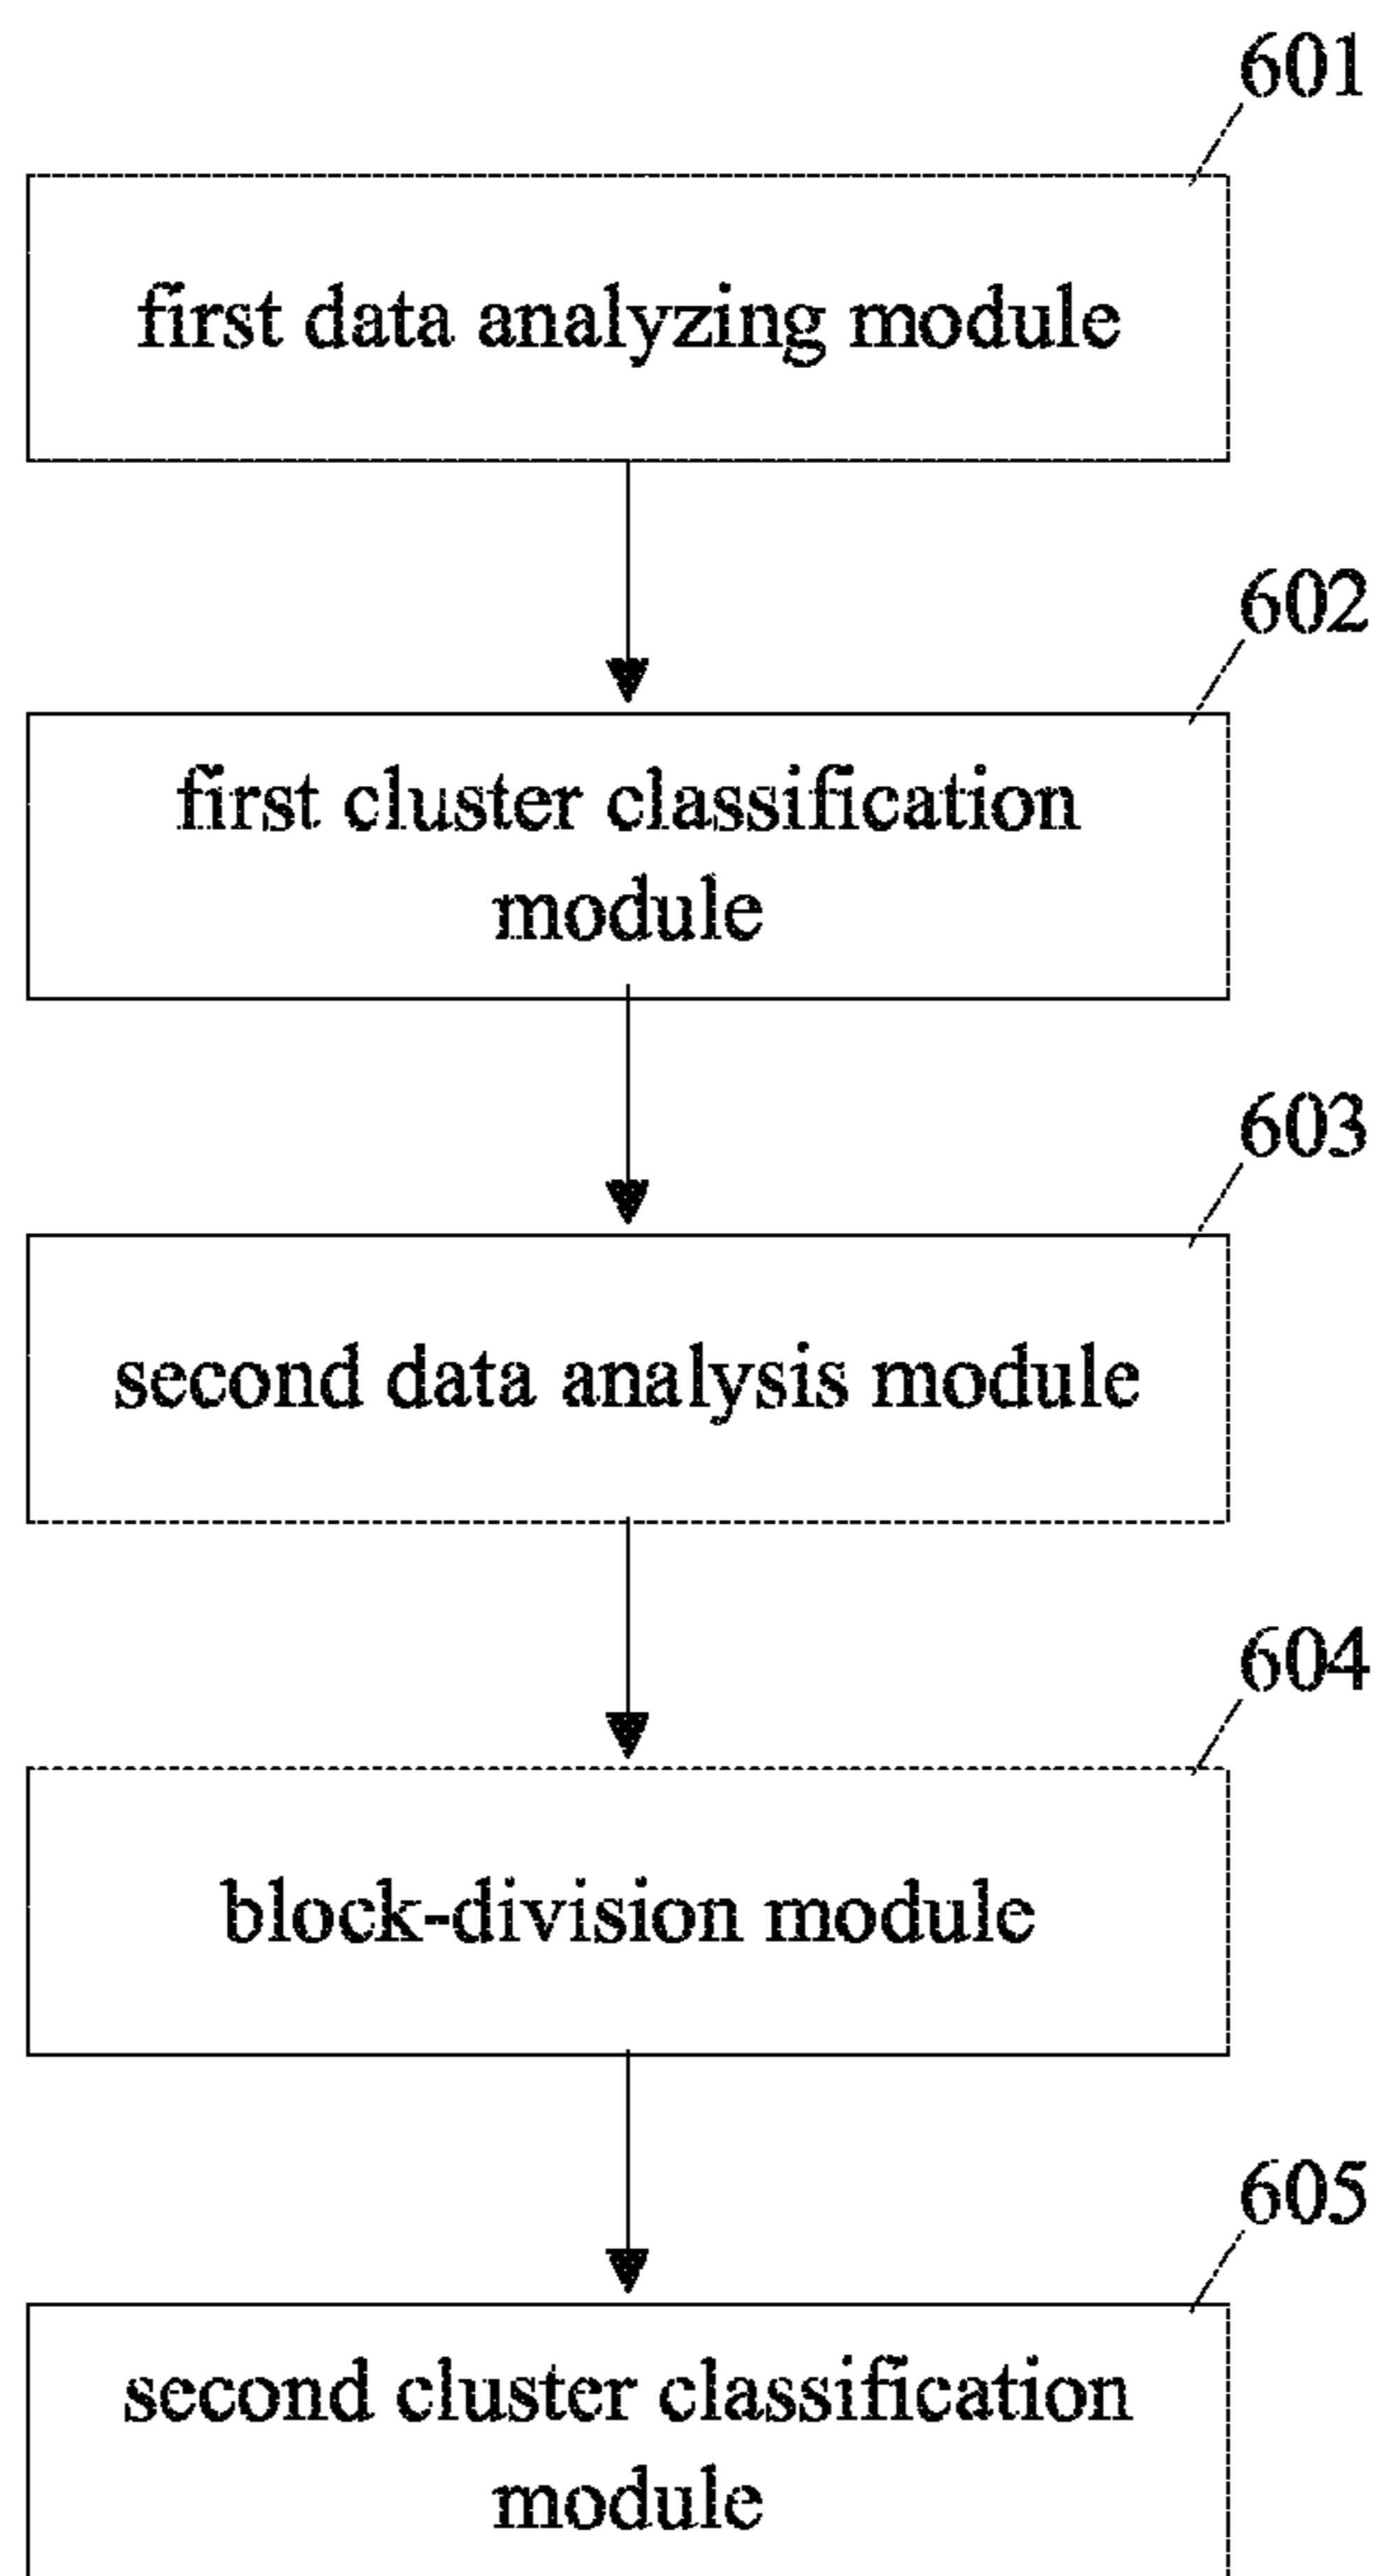 601
first data analyzing module
602
first cluster classification
module
603
second data analysis module
604
block-division module
605
second cluster classification
module